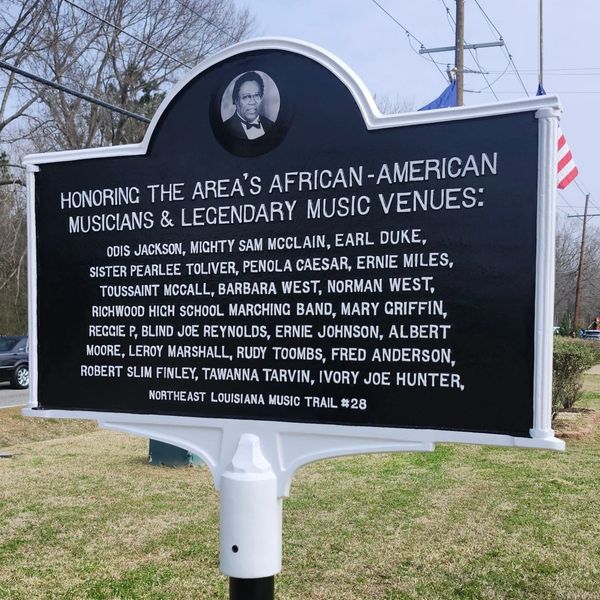 HONORING THE AREA'S AFRICAN-AMERICAN
MUSICIANS & LEGENDARY MUSIC VENUES:
ODIS JACKSON, MIGHTY SAM MCCLAIN, EARL DUKE,
SISTER PEARLEE TOLIVER, PENOLA CAESAR, ERNIE MILES,
TOUSSAINT MCCALL, BARBARA WEST, NORMAN WEST,
RICHWOOD HIGH SCHOOL MARCHING BAND, MARY GRIFFIN,
REGGIE P, BLIND JOE REYNOLDS, ERNIE JOHNSON, ALBERT
MOORE, LEROY MARSHALL, RUDY TOOMBS, FRED ANDERSON,
ROBERT SLIM FINLEY, TAWANNA TARVIN, IVORY JOE HUNTER,
NORTHEAST LOUISIANA MUSIC TRAIL #28